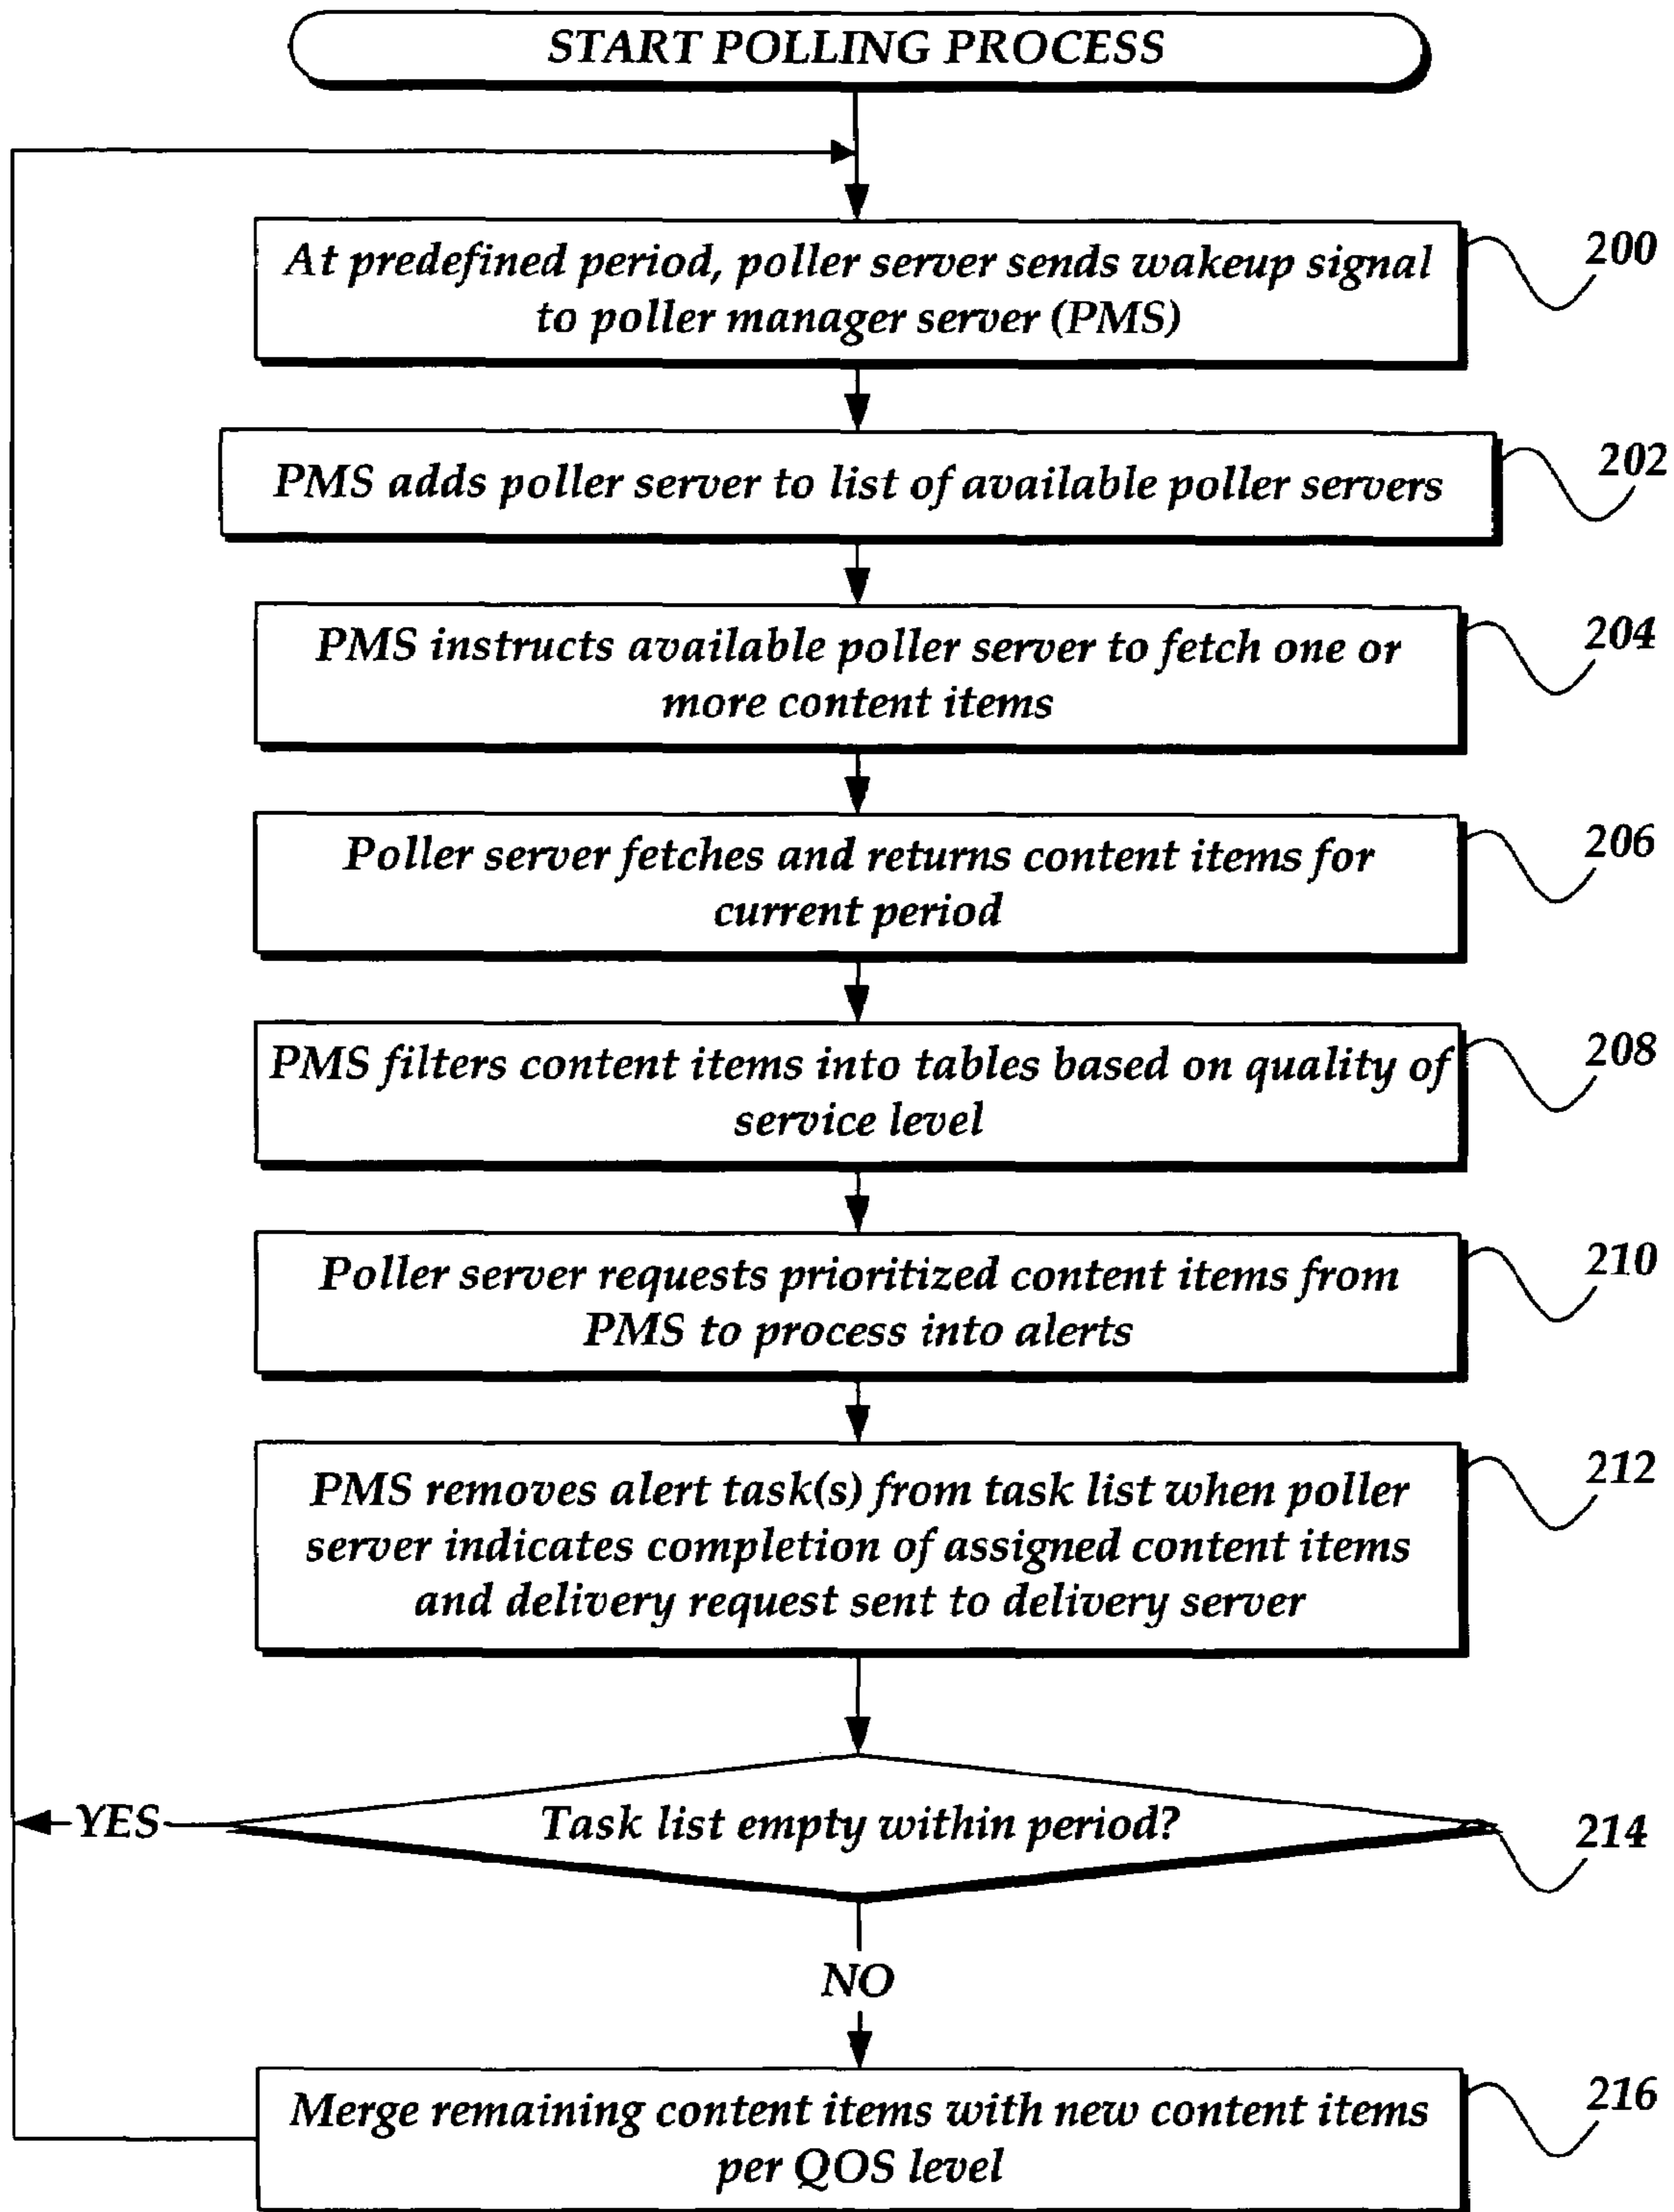 START POLLING PROCESS
At predefined period, poller server sends wakeup signal
to poller manager server (PMS)
200
PMS adds poller server to list of available poller servers
202
PMS instructs available poller server to fetch one or
more content items
204
Poller server fetches and returns content items for
current period
206
PMS filters content items into tables based on quality of
service level
208
Poller server requests prioritized content items from
PMS to process into alerts
210
PMS removes alert task(s) from task list when poller
server indicates completion of assigned content items
and delivery request sent to delivery server
212
YES
Task list empty within period?
214
NO
Merge remaining content items with new content items
per QOS level
216